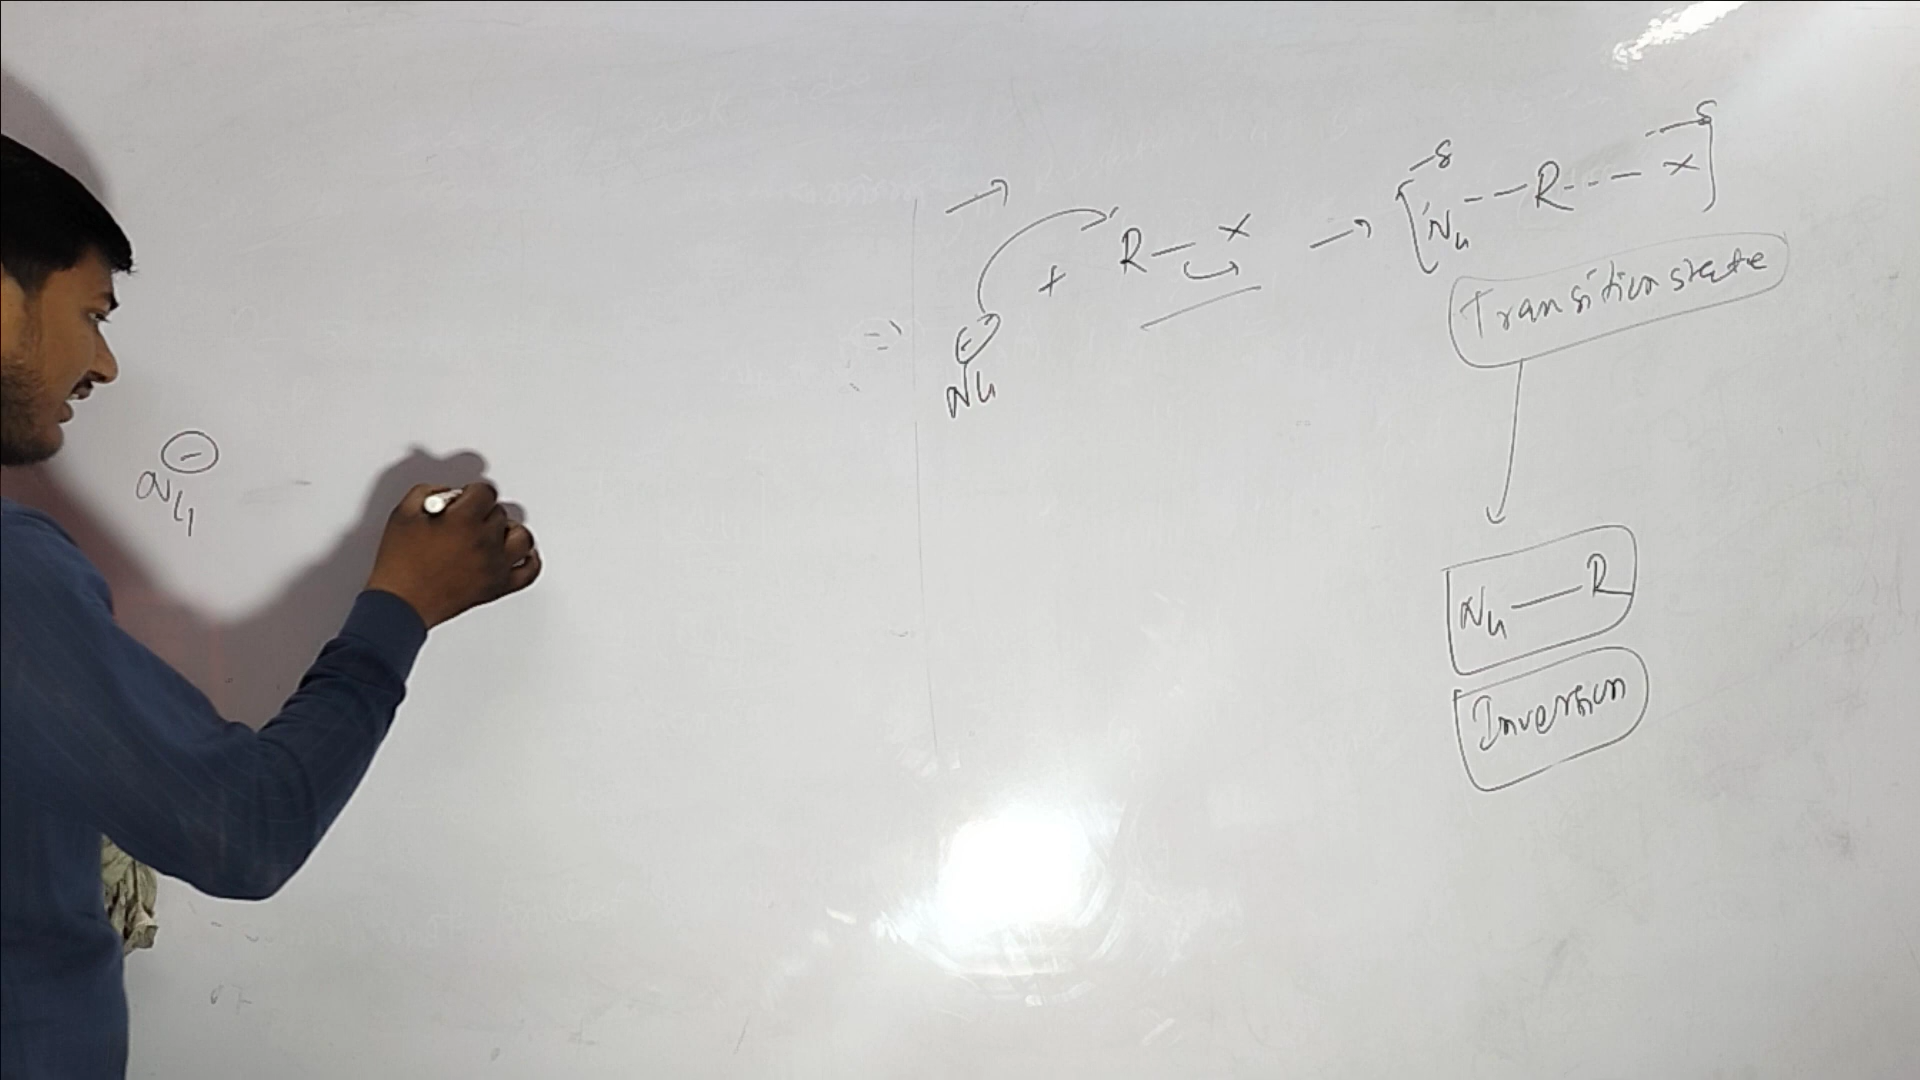 Nu⊖
Nu⊖ + R — X → [Nu -- R --- X]
-δ -δ
Transition state
Nu — R
Inversion